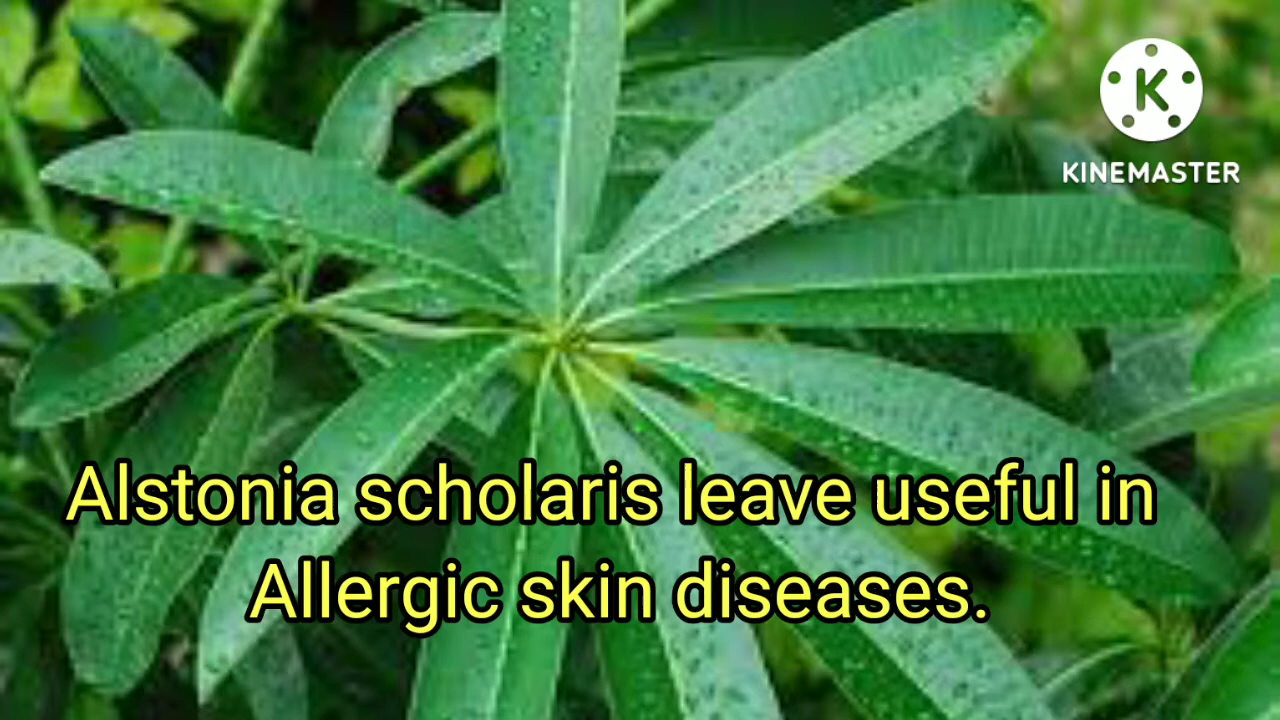 K
KINEMASTER
Alstonia scholaris leave useful in
Allergic skin diseases.